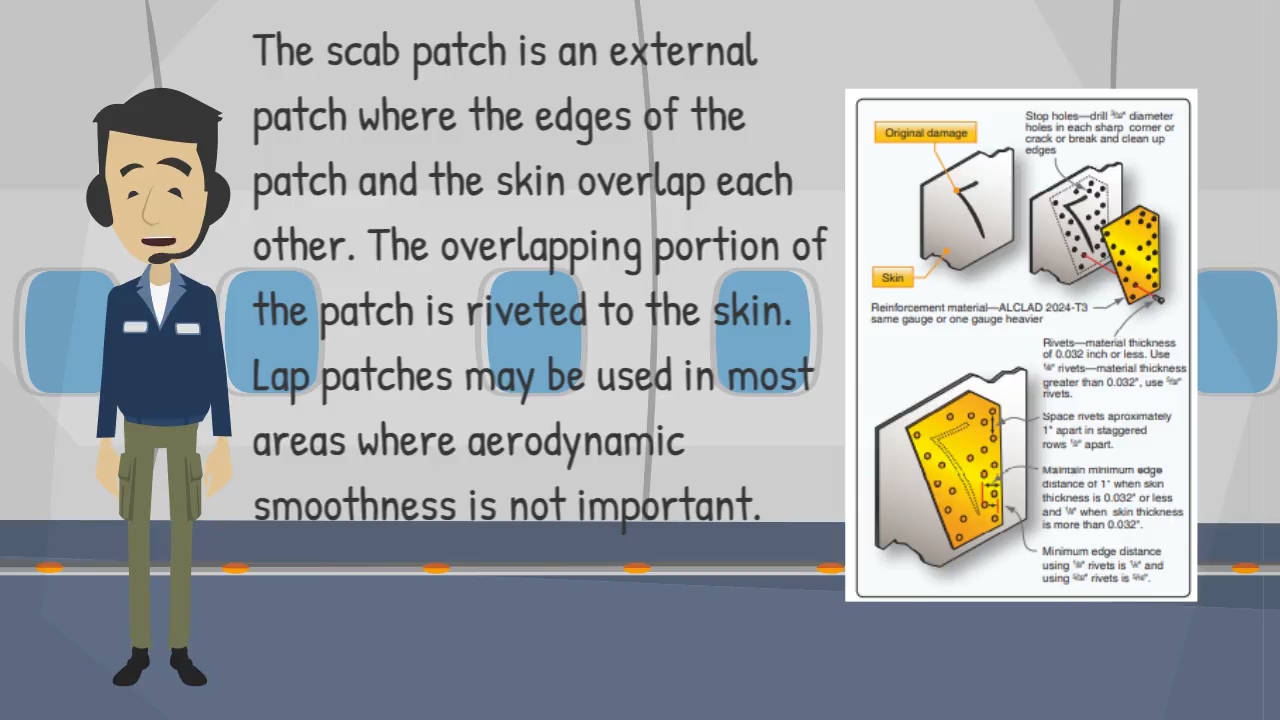 The scab patch is an external
patch where the edges of the
patch and the skin overlap each
other. The overlapping portion of
the patch is riveted to the skin.
Lap patches may be used in most
areas where aerodynamic
smoothness is not important.
Original damage
Stop holes—drill 3/32" diameter
holes in each sharp corner or
crack or break and clean up
edges
Skin
Reinforcement material—ALCLAD 2024-T3
same gauge or one gauge heavier
Rivets—material thickness
of 0.032 inch or less. Use
rivets—material thickness
greater than 0.032", use
rivets.
Space rivets aproximately
1" apart in staggered
rows apart.
Maintain minimum edge
distance of 1" when skin
thickness is 0.032" or less
and when skin thickness
is more than 0.032".
Minimum edge distance
using rivets is and
using rivets is